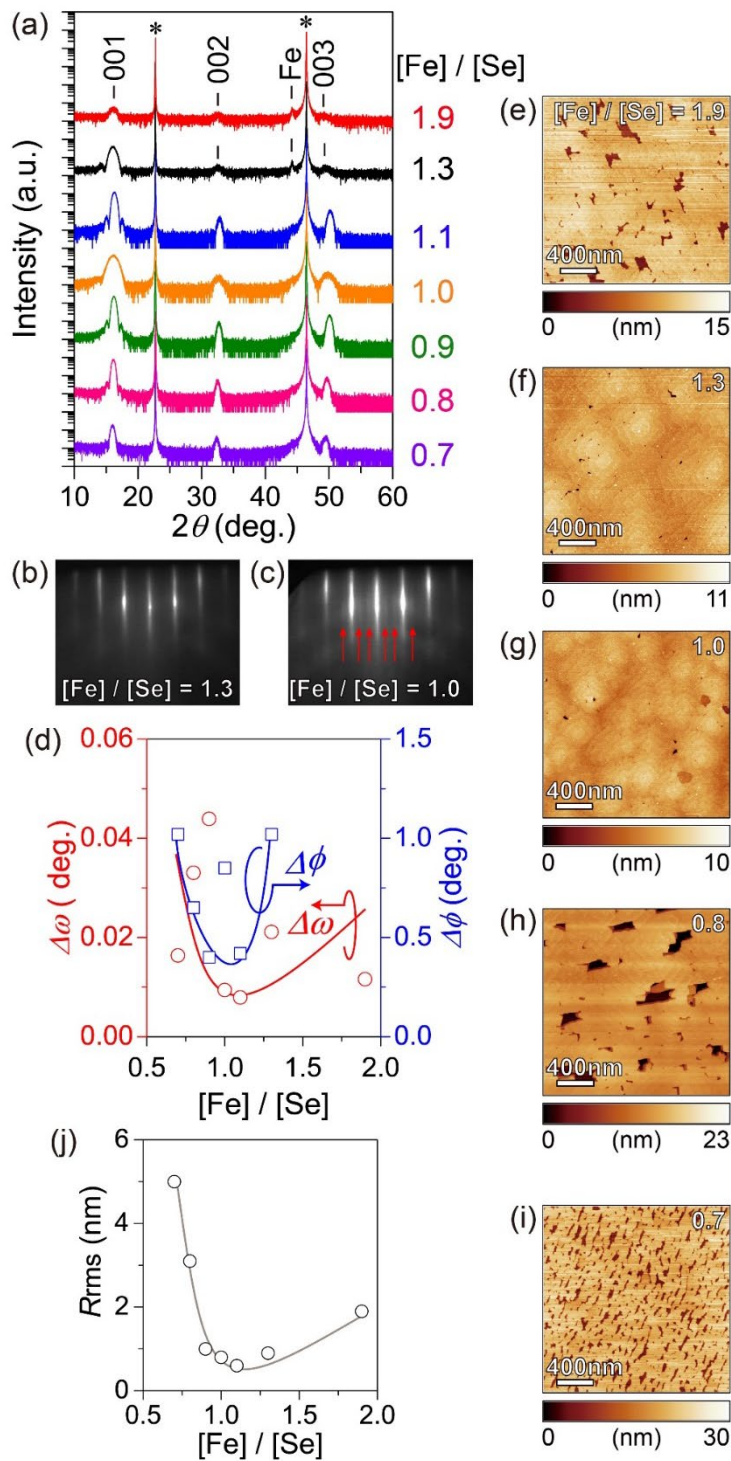 (a)
*
*
001
002
Fe
003
[Fe] / [Se]
1.9
1.3
1.1
1.0
0.9
0.8
0.7
Intensity (a.u.)
10 20 30 40 50 60
2θ (deg.)
(b)
[Fe] / [Se] = 1.3
(c)
[Fe] / [Se] = 1.0
(d)
0.06
0.04
0.02
0.00
Δω ( deg.)
1.5
1.0
0.5
0.0
Δϕ (deg.)
Δϕ
Δω
0.5 1.0 1.5 2.0
[Fe] / [Se]
(j)
6
4
2
0
Rrms (nm)
0.5 1.0 1.5 2.0
[Fe] / [Se]
(e)
[Fe] / [Se] = 1.9
400nm
0 (nm) 15
(f)
1.3
400nm
0 (nm) 11
(g)
1.0
400nm
0 (nm) 10
(h)
0.8
400nm
0 (nm) 23
(i)
0.7
400nm
0 (nm) 30